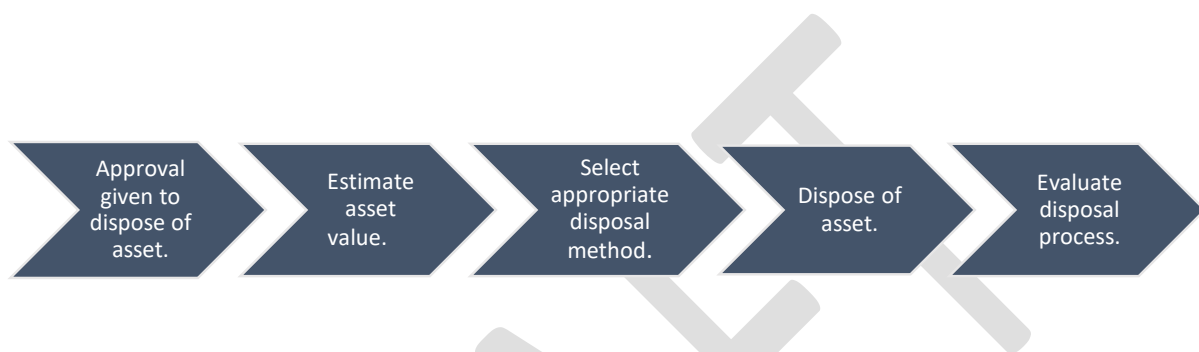 Approval
given to
dispose of
asset.
Estimate
asset
value.
Select
appropriate
disposal
method.
Dispose of
asset.
Evaluate
disposal
process.